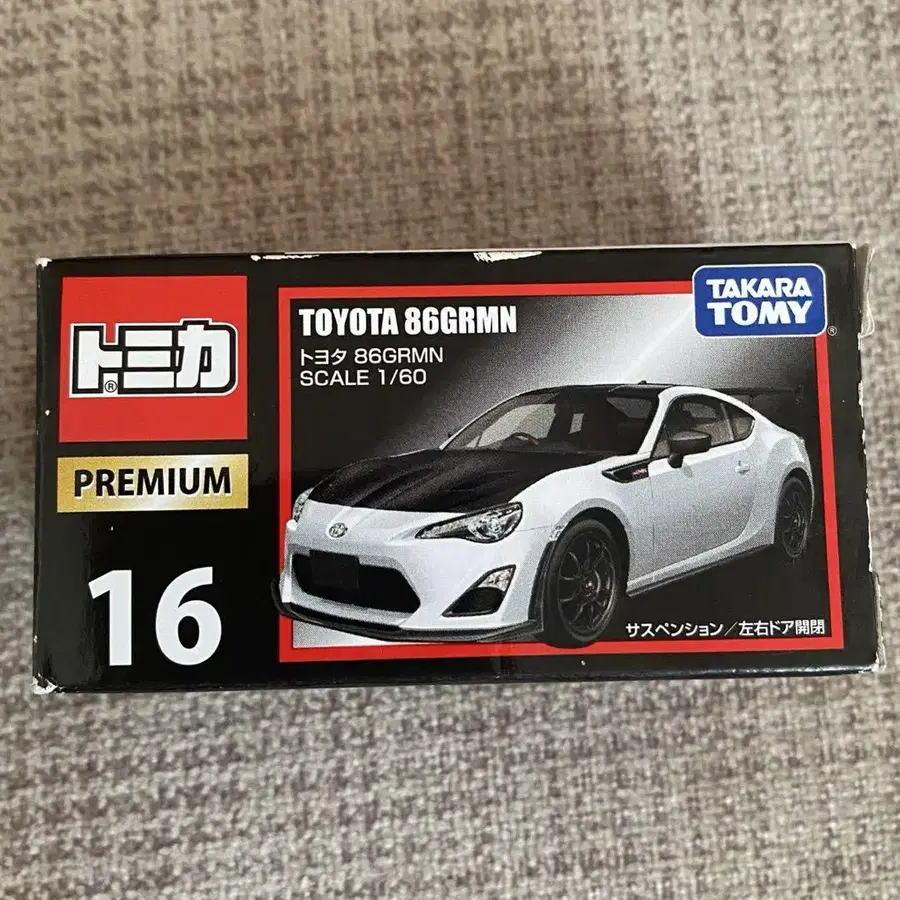 トミカ
®
PREMIUM
16
TOYOTA 86GRMN
トヨタ 86GRMN
SCALE 1/60
TAKARA
TOMY
®
サスペンション/左右ドア開閉